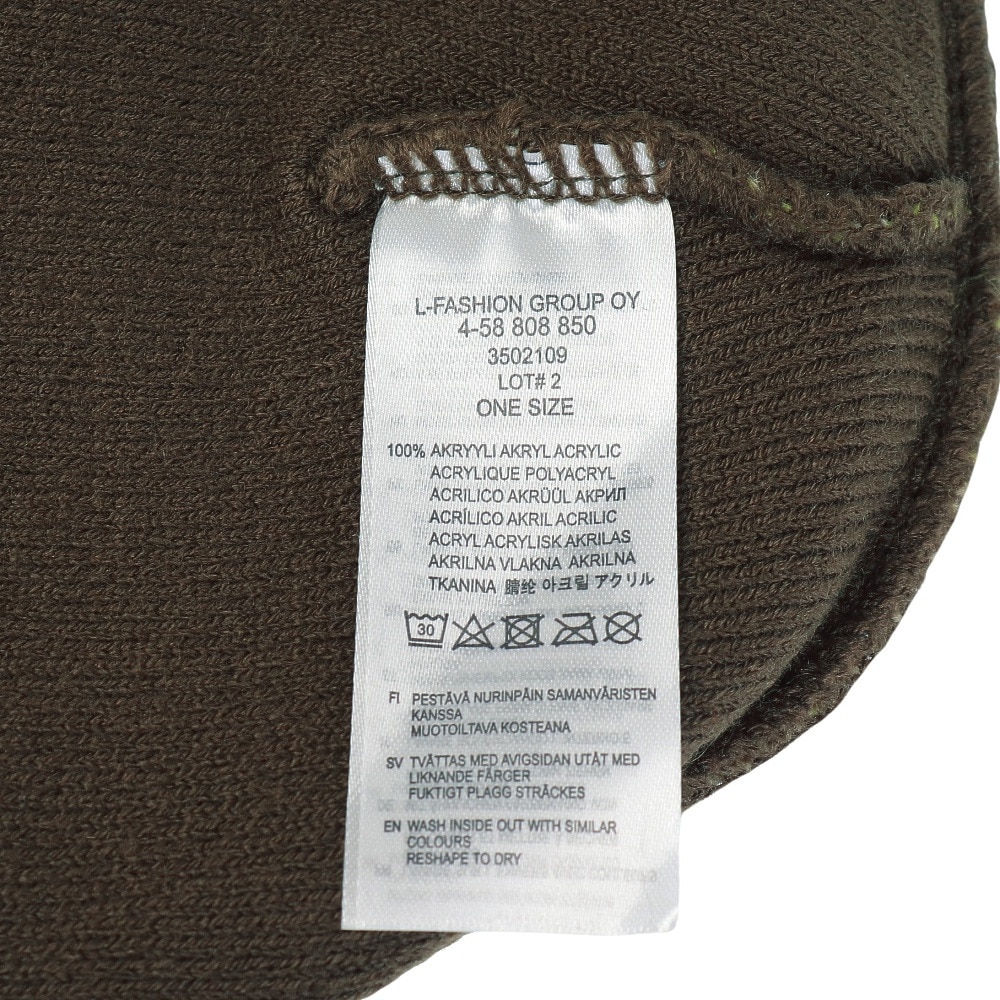 L-FASHION GROUP OY
4-58 808 850
3502109
LOT# 2
ONE SIZE
100% AKRYYLI AKRYL ACRYLIC
ACRYLIQUE POLYACRYL
ACRILICO AKRÜÜL АКРИЛ
ACRÍLICO AKRIL ACRILIC
ACRYL ACRYLISK AKRILAS
AKRILNA VLAKNA AKRILNA
TKANINA 腈纶 아크릴 アクリル
30
FI PESTÄVÄ NURINPÄIN SAMANVÄRISTEN
KANSSA
MUOTOILTAVA KOSTEANA
SV TVÄTTAS MED AVIGSIDAN UTÅT MED
LIKNANDE FÄRGER
FUKTIGT PLAGG STRÄCKES
EN WASH INSIDE OUT WITH SIMILAR
COLOURS
RESHAPE TO DRY